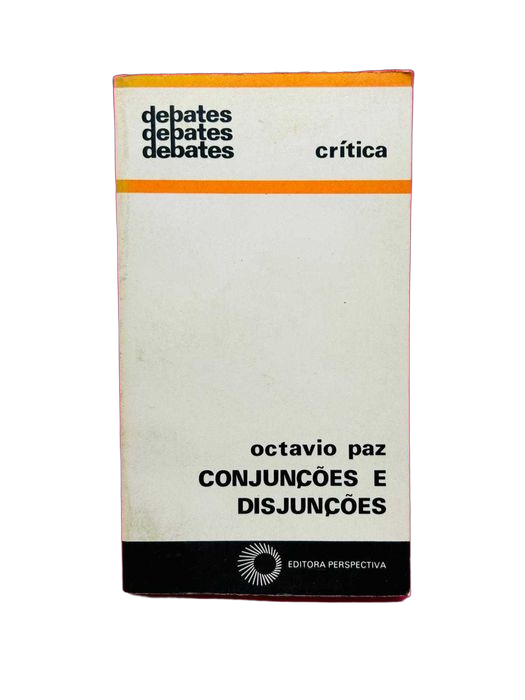 debates
debates
debates
crítica
octavio paz
CONJUNÇÕES E
DISJUNÇÕES
EDITORA PERSPECTIVA